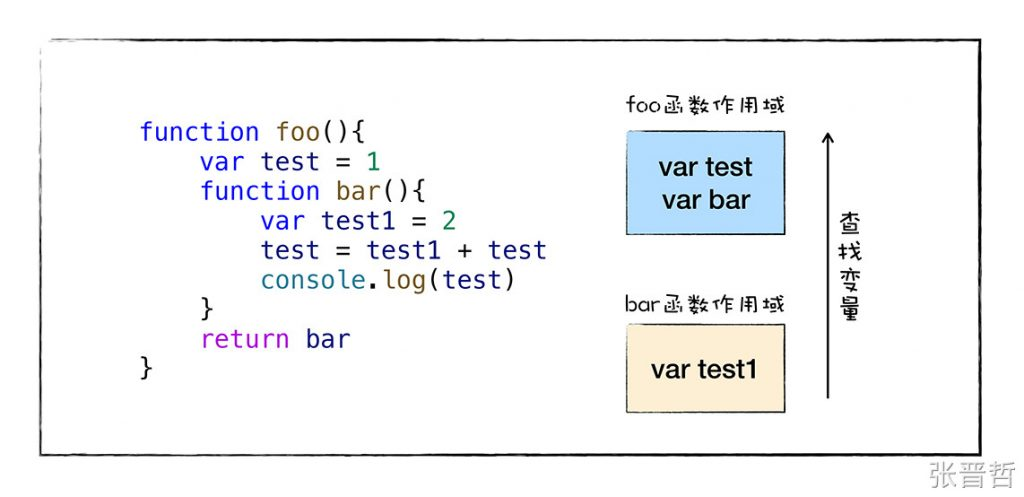 function foo(){
    var test = 1
    function bar(){
        var test1 = 2
        test = test1 + test
        console.log(test)
    }
    return bar
}
foo函数作用域
var test
var bar
查找变量
bar函数作用域
var test1
张晋哲